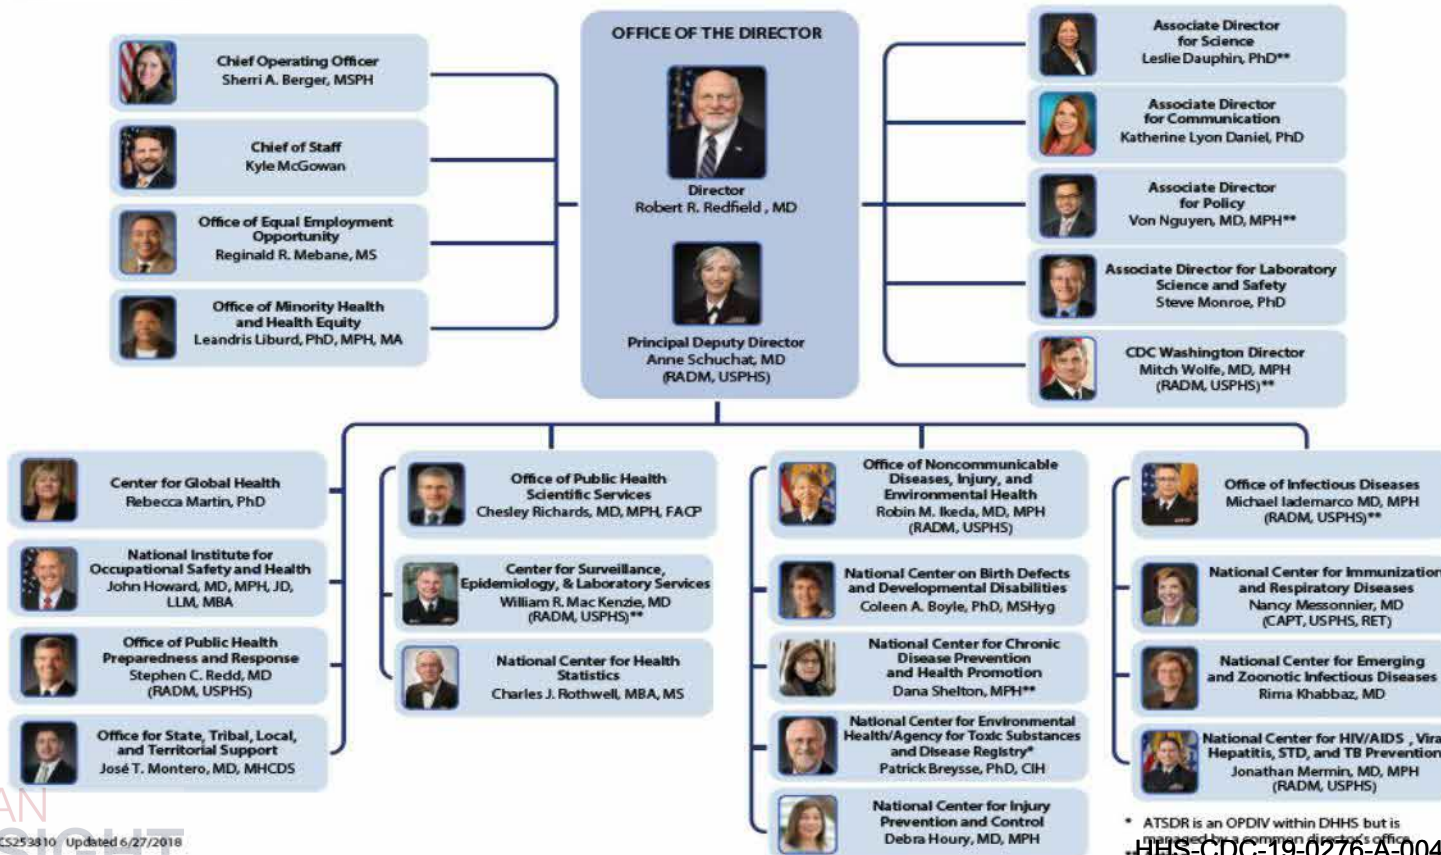 OFFICE OF THE DIRECTOR
Director
Robert R. Redfield , MD
Principal Deputy Director
Anne Schuchat, MD
(RADM, USPHS)
Chief Operating Officer
Sherri A. Berger, MSPH
Chief of Staff
Kyle McGowan
Office of Equal Employment
Opportunity
Reginald R. Mebane, MS
Office of Minority Health
and Health Equity
Leandris Liburd, PhD, MPH, MA
Associate Director
for Science
Leslie Dauphin, PhD**
Associate Director
for Communication
Katherine Lyon Daniel, PhD
Associate Director
for Policy
Von Nguyen, MD, MPH**
Associate Director for Laboratory
Science and Safety
Steve Monroe, PhD
CDC Washington Director
Mitch Wolfe, MD, MPH
(RADM, USPHS)**
Center for Global Health
Rebecca Martin, PhD
National Institute for
Occupational Safety and Health
John Howard, MD, MPH, JD,
LLM, MBA
Office of Public Health
Preparedness and Response
Stephen C. Redd, MD
(RADM, USPHS)
Office for State, Tribal, Local,
and Territorial Support
José T. Montero, MD, MHCDS
Office of Public Health
Scientific Services
Chesley Richards, MD, MPH, FACP
Center for Surveillance,
Epidemiology, & Laboratory Services
William R. Mac Kenzie, MD
(RADM, USPHS)**
National Center for Health
Statistics
Charles J. Rothwell, MBA, MS
Office of Noncommunicable
Diseases, Injury, and
Environmental Health
Robin M. Ikeda, MD, MPH
(RADM, USPHS)
National Center on Birth Defects
and Developmental Disabilities
Coleen A. Boyle, PhD, MSHyg
National Center for Chronic
Disease Prevention
and Health Promotion
Dana Shelton, MPH**
National Center for Environmental
Health/Agency for Toxic Substances
and Disease Registry*
Patrick Breysse, PhD, CIH
National Center for Injury
Prevention and Control
Debra Houry, MD, MPH
Office of Infectious Diseases
Michael Iademarco MD, MPH
(RADM, USPHS)**
National Center for Immunization
and Respiratory Diseases
Nancy Messonnier, MD
(CAPT, USPHS, RET)
National Center for Emerging
and Zoonotic Infectious Diseases
Rima Khabbaz, MD
National Center for HIV/AIDS , Vira
Hepatitis, STD, and TB Prevention
Jonathan Mermin, MD, MPH
(RADM, USPHS)
* ATSDR is an OPDIV within DHHS but is
managed by a common director's office
**
HHS-CDC-19-0276-A-004
AN
SIGHT
CS253810 Updated 6/27/2018